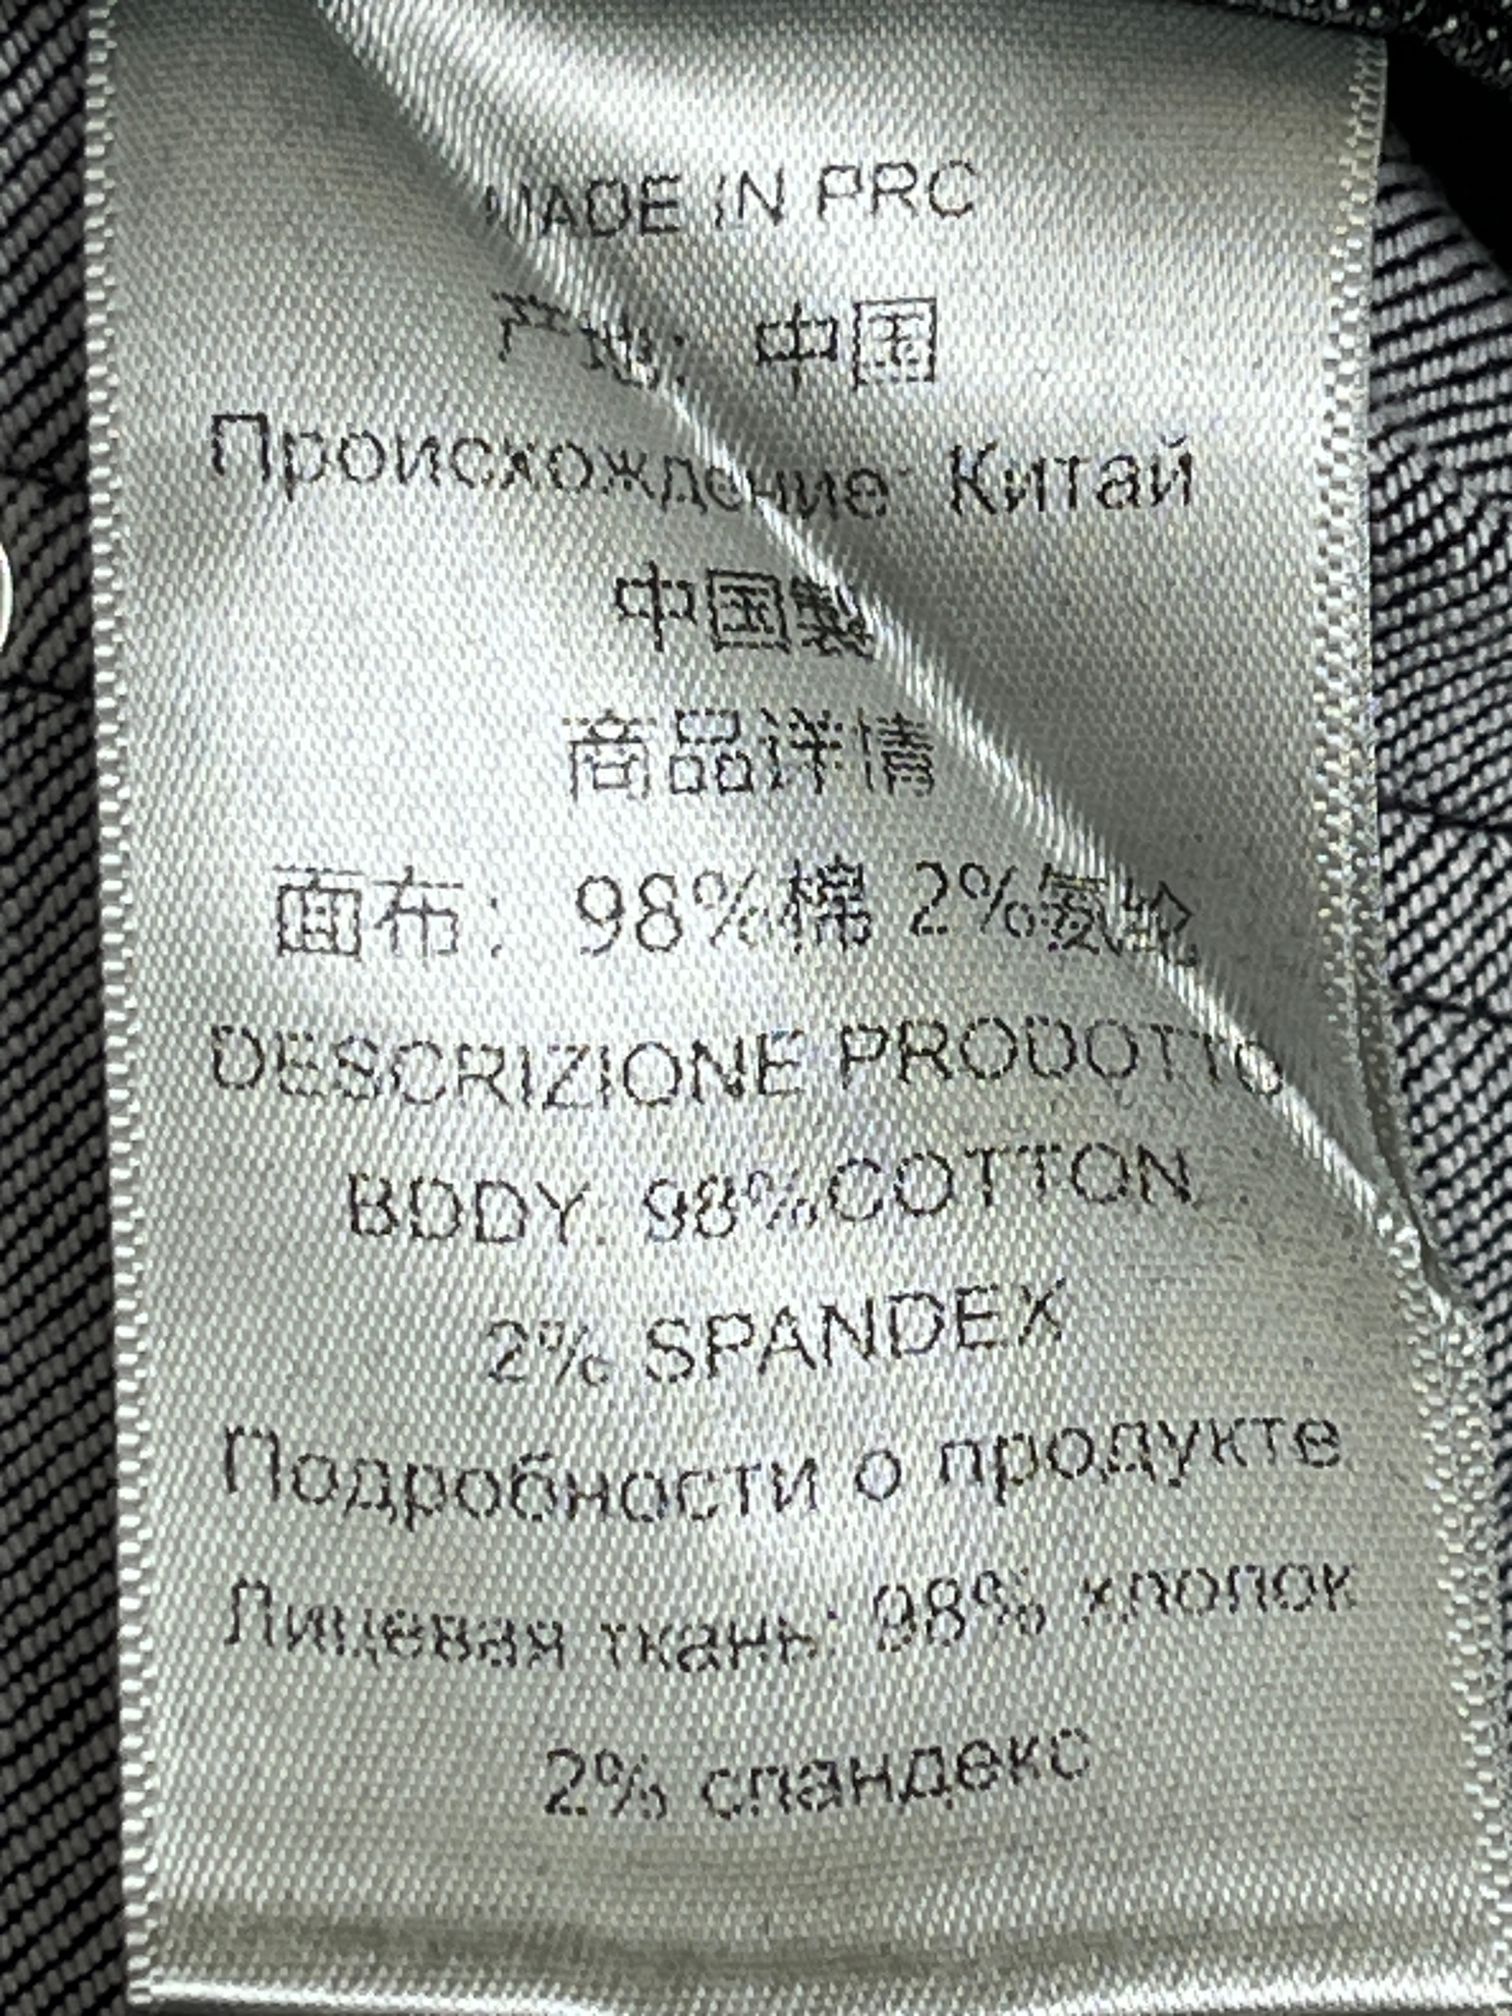 MADE IN PRC
产地: 中国
Происхождение: Китай
中国製
商品详情
面布: 98%棉 2%氨纶
DESCRIZIONE PRODOTTO
BODY: 98%COTTON
2% SPANDEX
Подробности о продукте
Лицевая ткань: 98% хлопок
2% спандекс